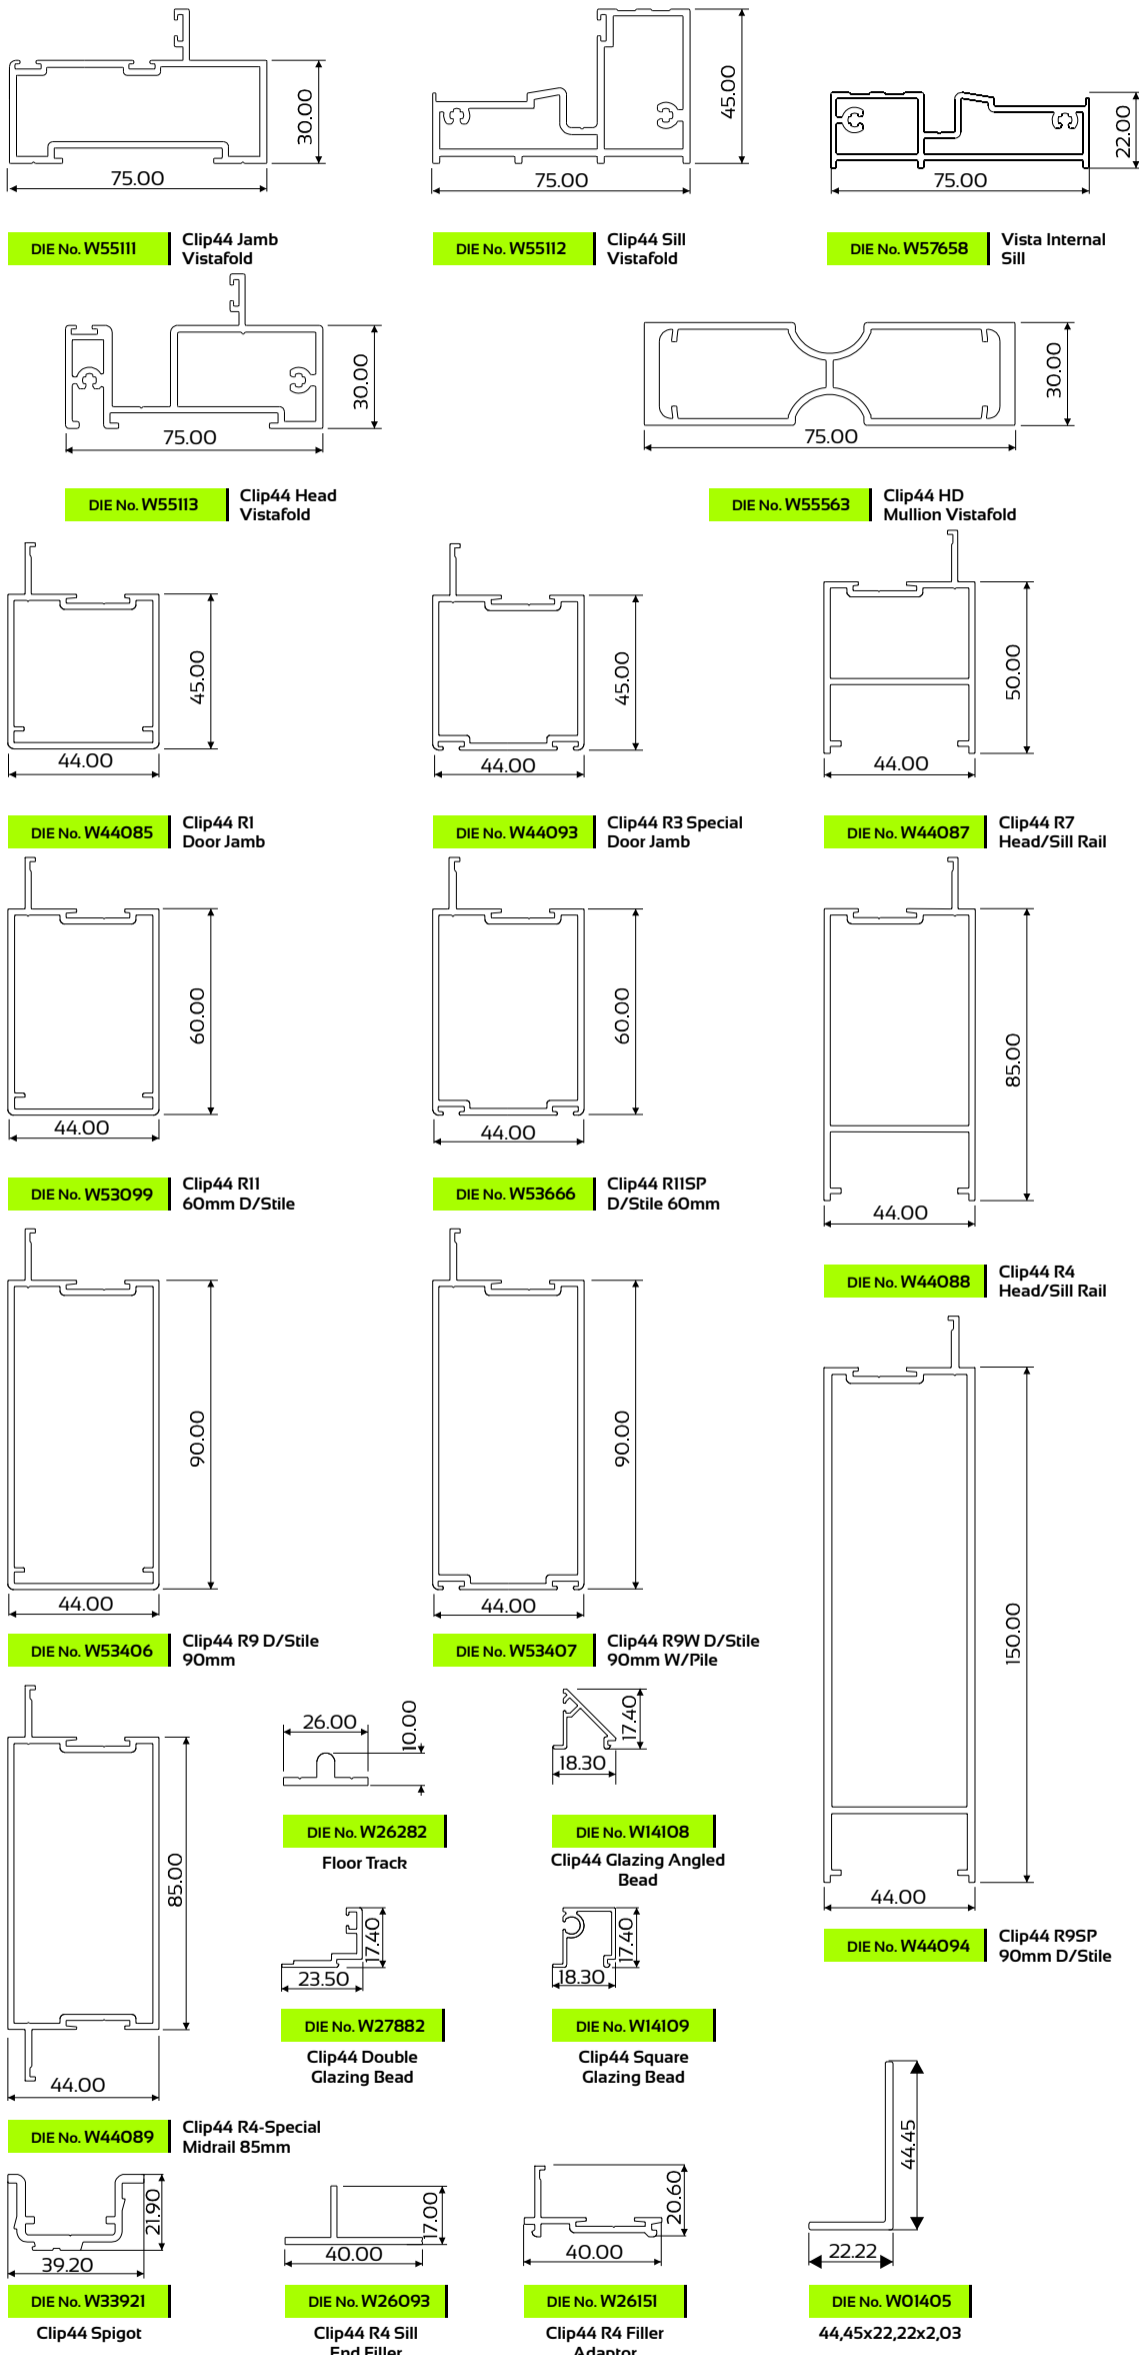 30.00
75.00
DIE No. W55111
Clip44 Jamb
Vistafold
45.00
75.00
DIE No. W55112
Clip44 Sill
Vistafold
22.00
75.00
DIE No. W57658
Vista Internal
Sill
30.00
75.00
DIE No. W55113
Clip44 Head
Vistafold
30.00
75.00
DIE No. W55563
Clip44 HD
Mullion Vistafold
45.00
44.00
DIE No. W44085
Clip44 R1
Door Jamb
45.00
44.00
DIE No. W44093
Clip44 R3 Special
Door Jamb
50.00
44.00
DIE No. W44087
Clip44 R7
Head/Sill Rail
60.00
44.00
DIE No. W53099
Clip44 R11
60mm D/Stile
60.00
44.00
DIE No. W53666
Clip44 R11SP
D/Stile 60mm
85.00
44.00
DIE No. W44088
Clip44 R4
Head/Sill Rail
90.00
44.00
DIE No. W53406
Clip44 R9 D/Stile
90mm
90.00
44.00
DIE No. W53407
Clip44 R9W D/Stile
90mm W/Pile
150.00
44.00
DIE No. W44094
Clip44 R9SP
90mm D/Stile
85.00
44.00
DIE No. W44089
Clip44 R4-Special
Midrail 85mm
26.00
10.00
DIE No. W26282
Floor Track
17.40
18.30
DIE No. W14108
Clip44 Glazing Angled
Bead
17.40
23.50
DIE No. W27882
Clip44 Double
Glazing Bead
17.40
18.30
DIE No. W14109
Clip44 Square
Glazing Bead
21.90
39.20
DIE No. W33921
Clip44 Spigot
17.00
40.00
DIE No. W26093
Clip44 R4 Sill
End Filler
20.60
40.00
DIE No. W26151
Clip44 R4 Filler
Adaptor
44.45
22.22
DIE No. W01405
44,45x22,22x2,03